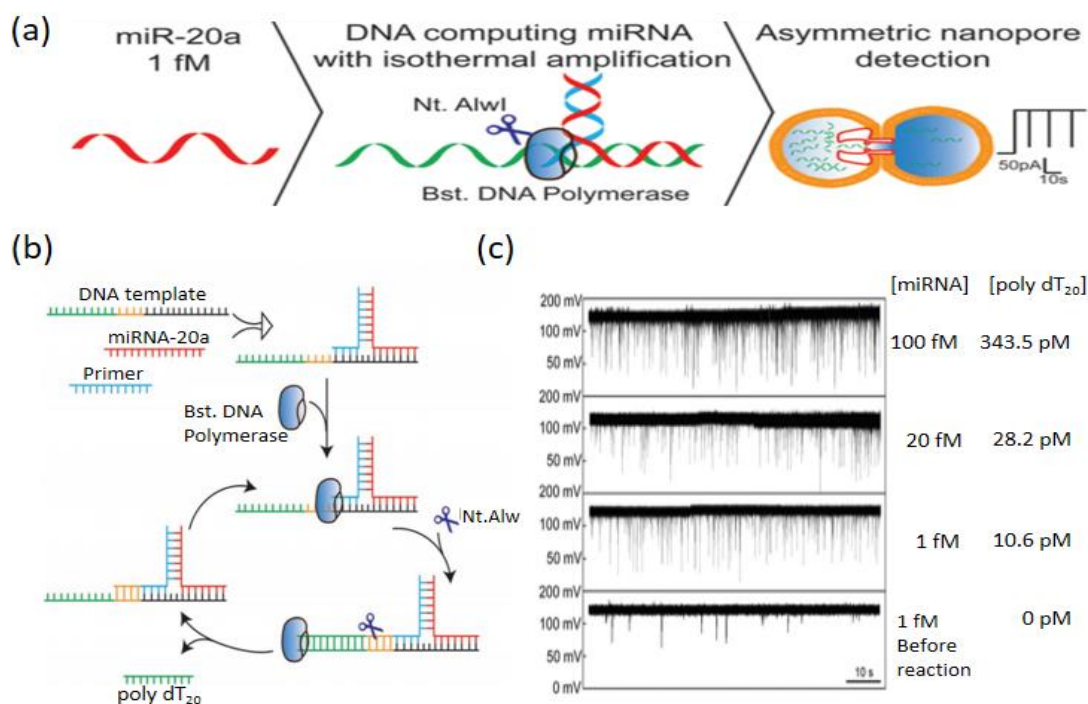 (a)
miR-20a
1 fM
DNA computing miRNA
with isothermal amplification
Nt. AlwI
Bst. DNA Polymerase
Asymmetric nanopore
detection
50pA
10s
(b)
DNA template
miRNA-20a
Primer
Bst. DNA
Polymerase
Nt.Alw
poly dT₂₀
(c)
[miRNA] [poly dT₂₀]
200 mV
100 mV
50 mV
100 fM 343.5 pM
200 mV
100 mV
50 mV
20 fM 28.2 pM
200 mV
100 mV
50 mV
1 fM 10.6 pM
200 mV
100 mV
50 mV
0 mV
1 fM 0 pM
Before
reaction
10 s